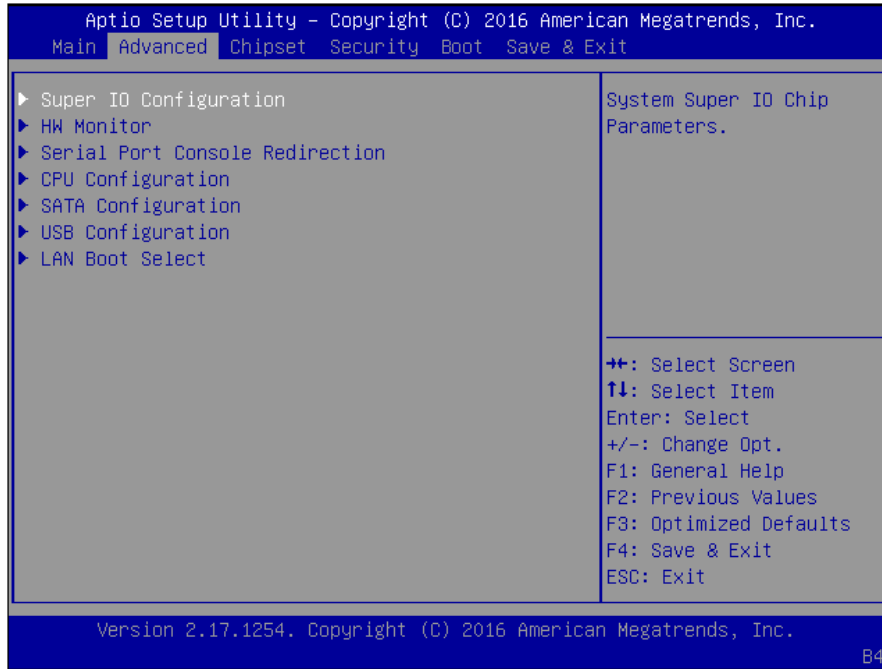 Aptio Setup Utility – Copyright (C) 2016 American Megatrends, Inc.
Main Advanced Chipset Security Boot Save & Exit
▶ Super IO Configuration
▶ HW Monitor
▶ Serial Port Console Redirection
▶ CPU Configuration
▶ SATA Configuration
▶ USB Configuration
▶ LAN Boot Select
System Super IO Chip
Parameters.
→←: Select Screen
↑↓: Select Item
Enter: Select
+/-: Change Opt.
F1: General Help
F2: Previous Values
F3: Optimized Defaults
F4: Save & Exit
ESC: Exit
Version 2.17.1254. Copyright (C) 2016 American Megatrends, Inc.
B4